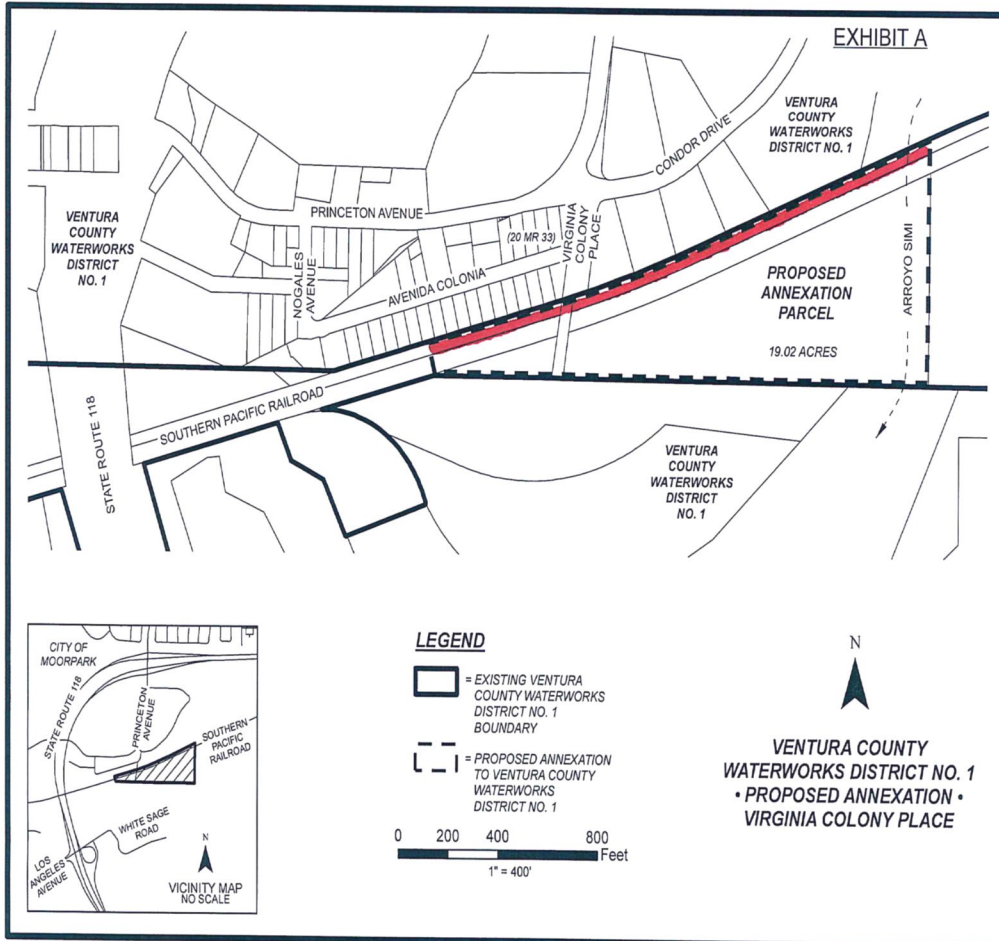 EXHIBIT A
VENTURA
COUNTY
WATERWORKS
DISTRICT NO. 1
CONDOR DRIVE
PRINCETON AVENUE
VENTURA
COUNTY
WATERWORKS
DISTRICT
NO. 1
(20 MR 33)
VIRGINIA
COLONY
PLACE
NOGALES
AVENUE
AVENIDA COLONIA
ARROYO SIMI
PROPOSED
ANNEXATION
PARCEL
19.02 ACRES
SOUTHERN PACIFIC RAILROAD
STATE ROUTE 118
VENTURA
COUNTY
WATERWORKS
DISTRICT
NO. 1
CITY OF
MOORPARK
STATE ROUTE 118
PRINCETON
AVENUE
SOUTHERN
PACIFIC
RAILROAD
WHITE SAGE
ROAD
LOS
ANGELES
AVENUE
N
VICINITY MAP
NO SCALE
LEGEND
= EXISTING VENTURA
COUNTY WATERWORKS
DISTRICT NO. 1
BOUNDARY
= PROPOSED ANNEXATION
TO VENTURA COUNTY
WATERWORKS
DISTRICT NO. 1
0 200 400 800
Feet
1" = 400'
N
VENTURA COUNTY
WATERWORKS DISTRICT NO. 1
• PROPOSED ANNEXATION •
VIRGINIA COLONY PLACE